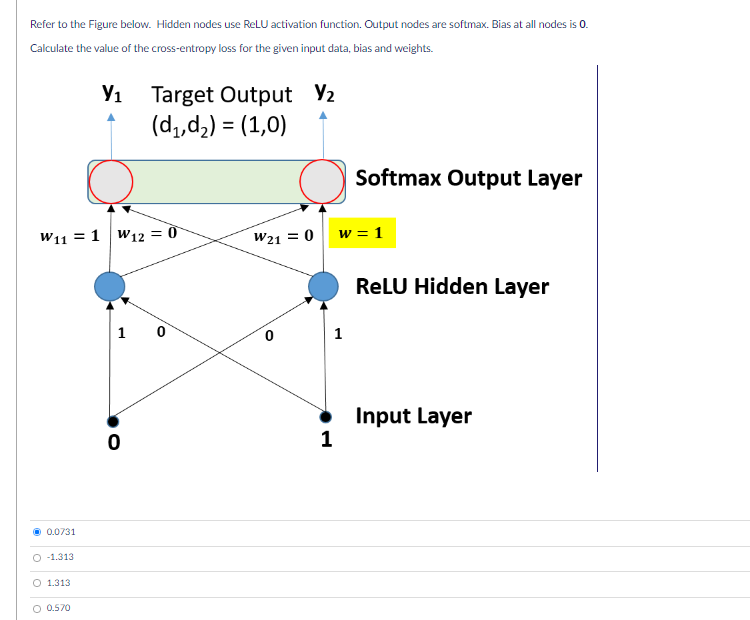 Refer to the Figure below. Hidden nodes use ReLU activation function. Output nodes are softmax. Bias at all nodes is 0.
Calculate the value of the cross-entropy loss for the given input data, bias and weights.
y₁ Target Output y₂
(d₁,d₂) = (1,0)
Softmax Output Layer
w₁₁ = 1 w₁₂ = 0 w₂₁ = 0 w = 1
ReLU Hidden Layer
1 0 0 1
Input Layer
0 1
0.0731
-1.313
1.313
0.570